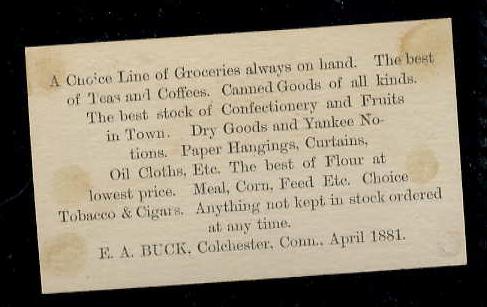 A Choice Line of Groceries always on hand. The best
of Teas and Coffees. Canned Goods of all kinds.
The best stock of Confectionery and Fruits
in Town. Dry Goods and Yankee No-
tions. Paper Hangings, Curtains,
Oil Cloths, Etc. The best of Flour at
lowest price. Meal, Corn, Feed Etc. Choice
Tobacco & Cigars. Anything not kept in stock ordered
at any time.
E. A. BUCK, Colchester, Conn., April 1881.